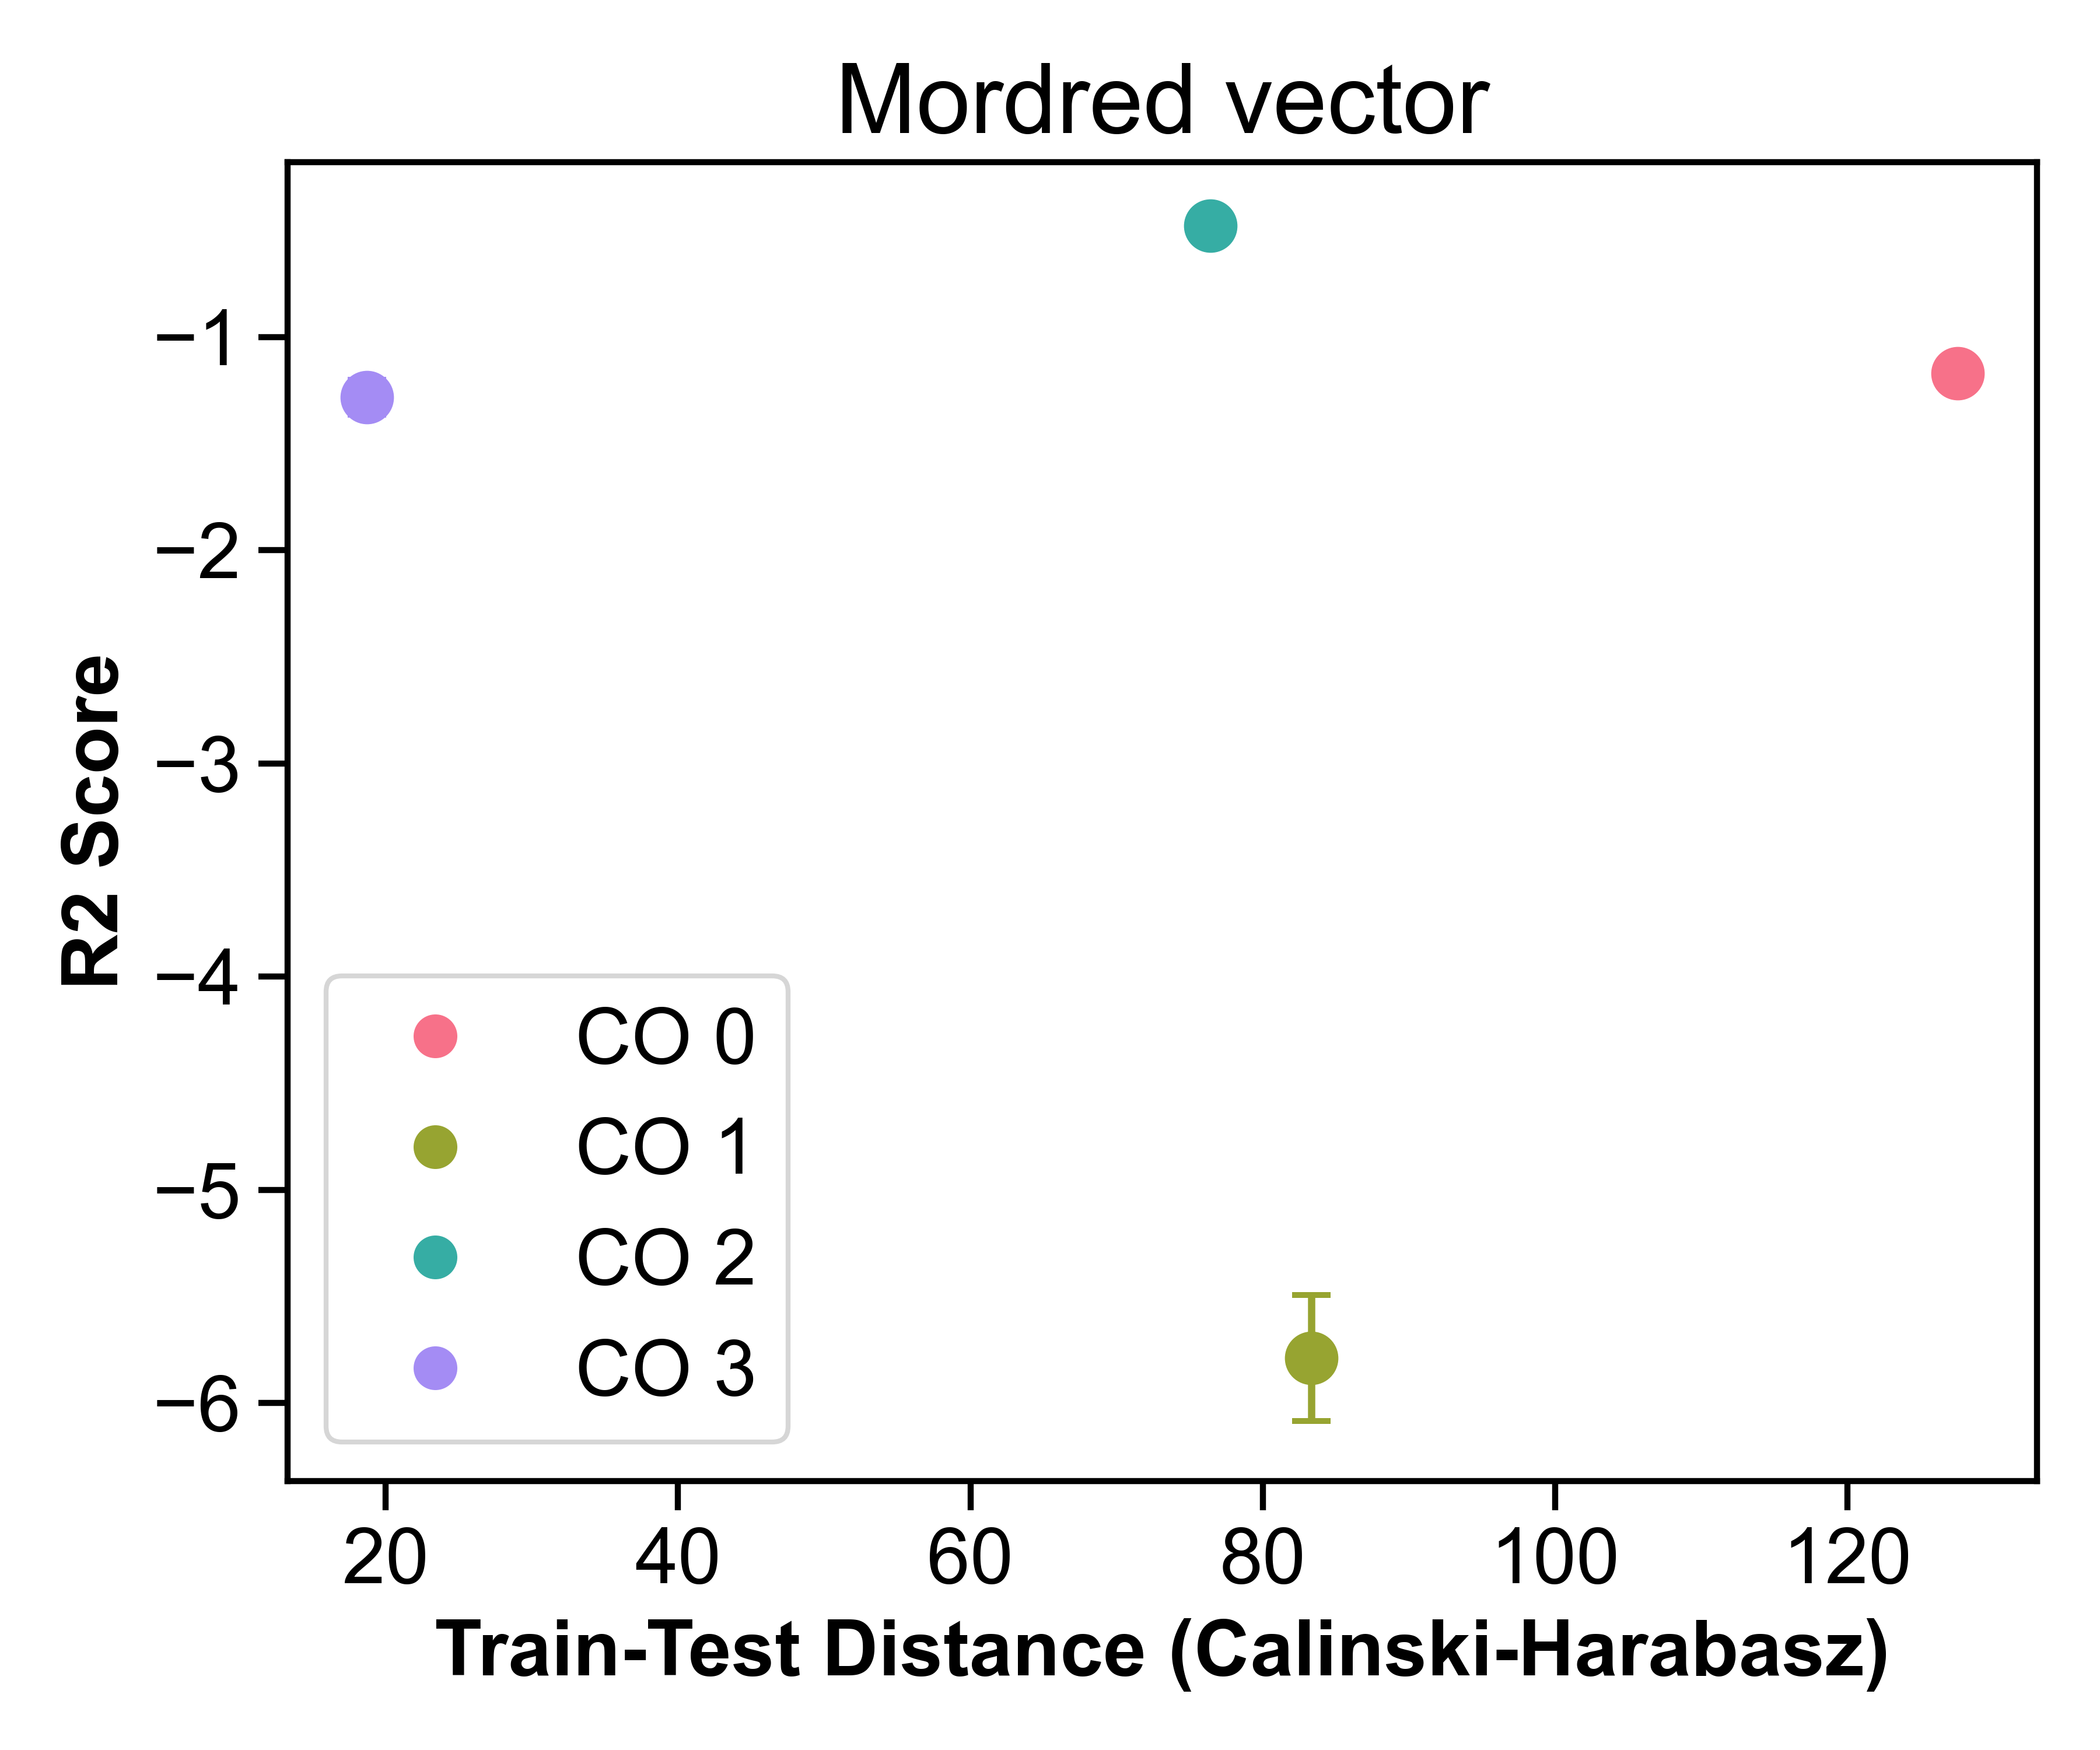 Mordred vector
R2 Score
−1
−2
−3
−4
−5
−6
CO 0
CO 1
CO 2
CO 3
20 40 60 80 100 120
Train-Test Distance (Calinski-Harabasz)